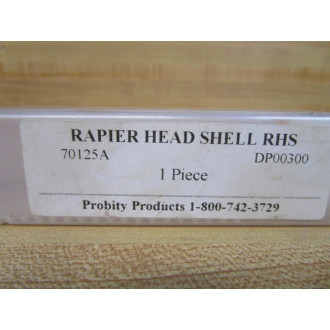 RAPIER HEAD SHELL RHS
70125A DP00300
1 Piece
Probity Products 1-800-742-3729